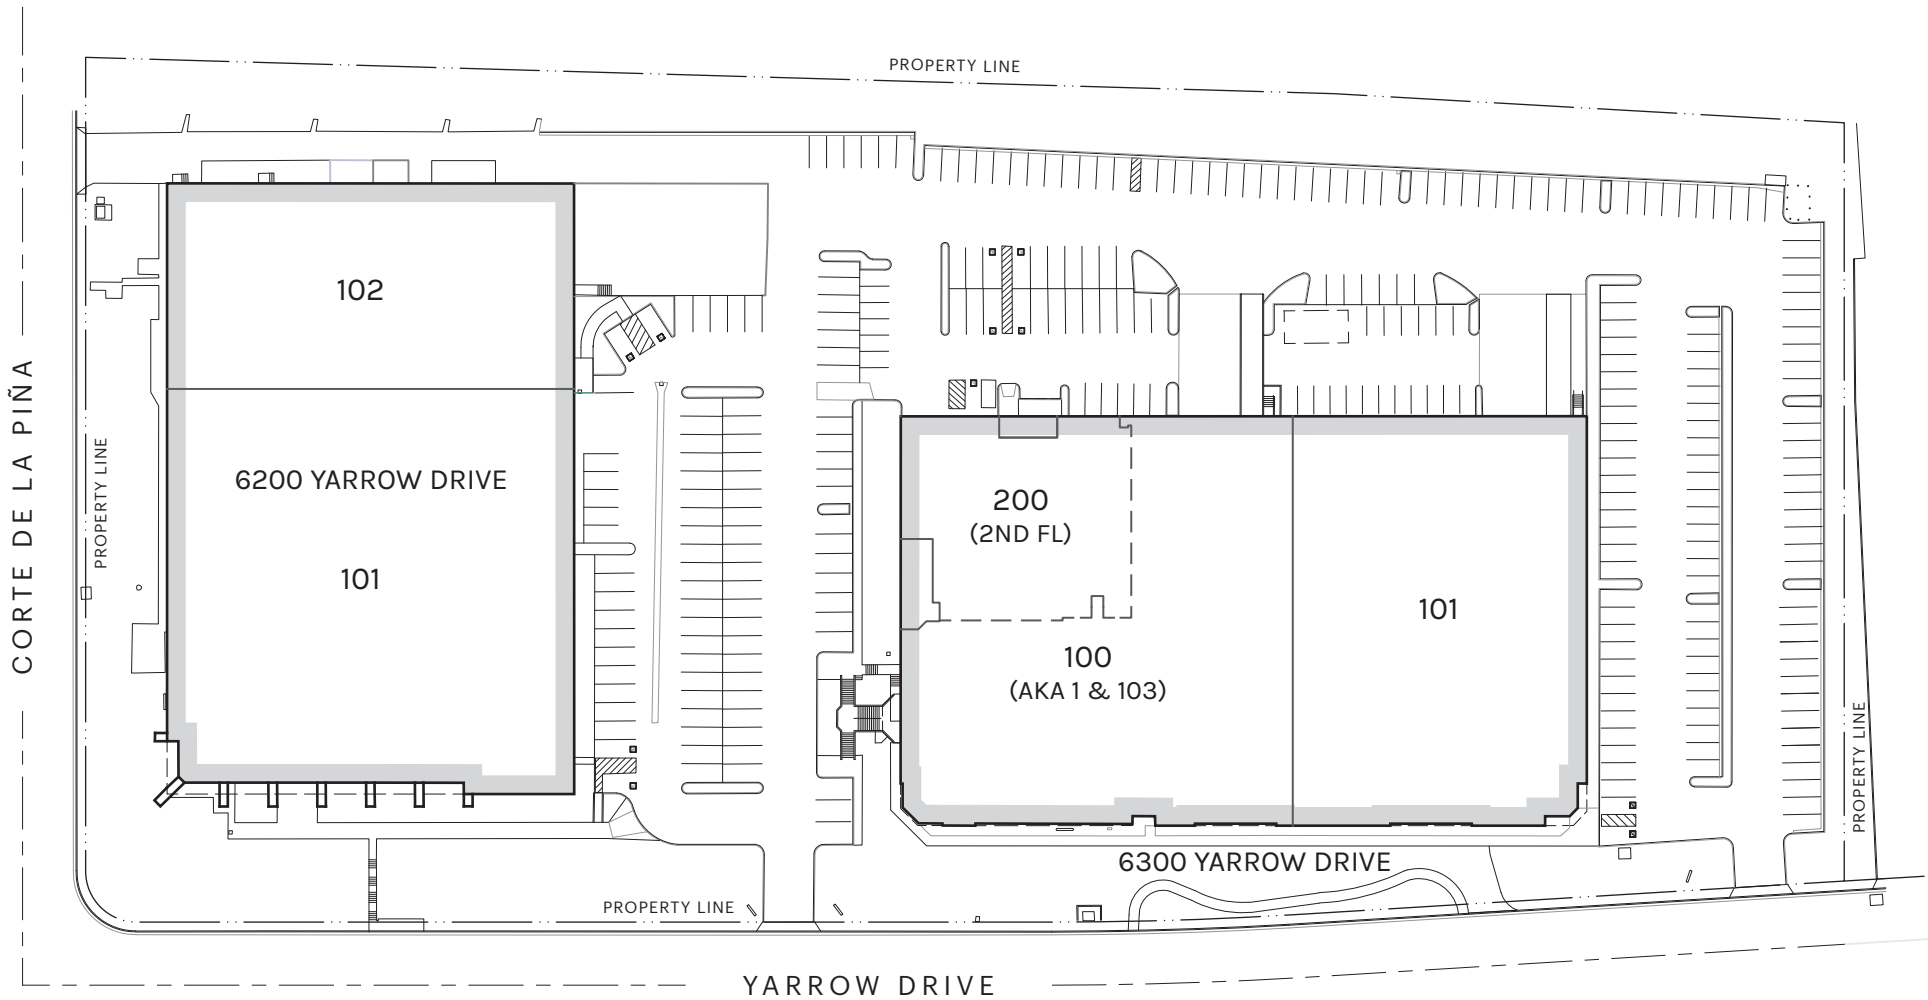 PROPERTY LINE
102
6200 YARROW DRIVE
101
CORTE DE LA PIÑA
PROPERTY LINE
200
(2ND FL)
100
(AKA 1 & 103)
101
PROPERTY LINE
6300 YARROW DRIVE
PROPERTY LINE
YARROW DRIVE